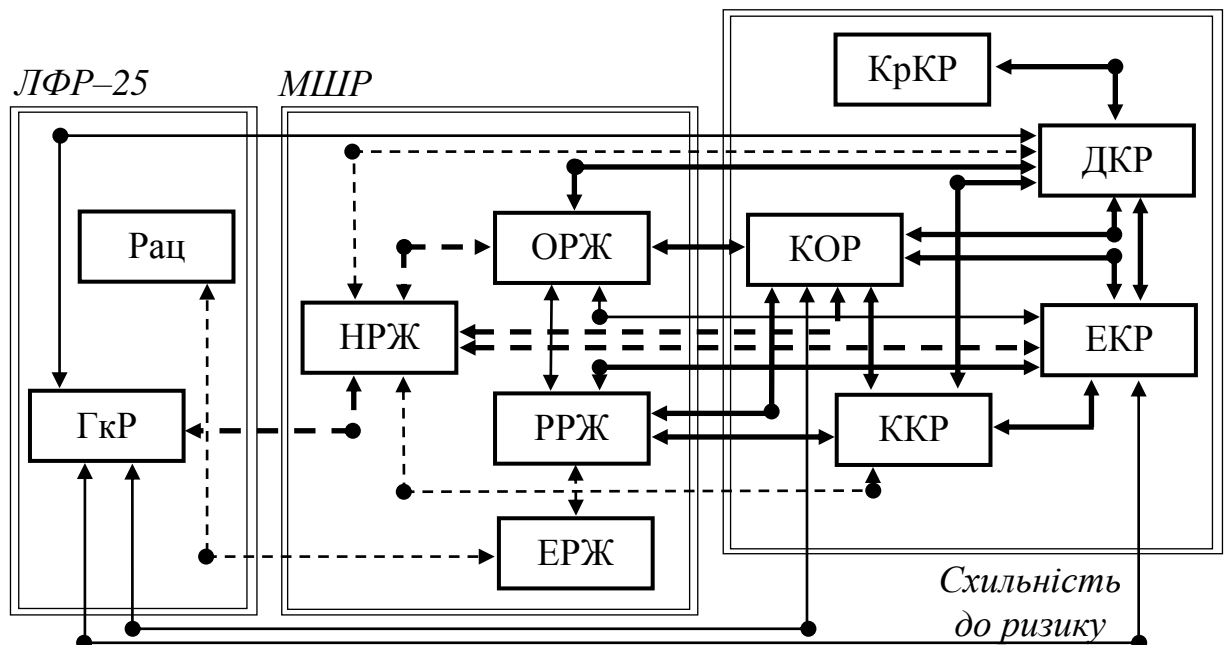 ЛФР–25
МШР
КрКР
ДКР
Рац
ОРЖ
КОР
НРЖ
ЕКР
ГкР
РРЖ
ККР
ЕРЖ
Схильність
до ризику